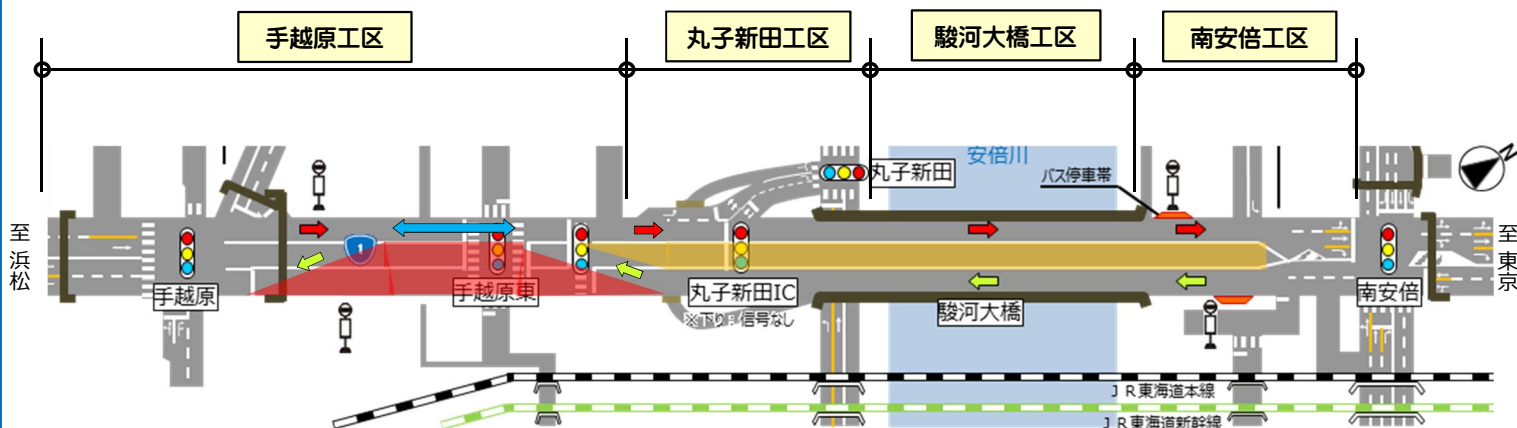 手越原工区
丸子新田工区
駿河大橋工区
南安倍工区
安倍川
丸子新田
バス停車帯
N
至
浜松
1
手越原
手越原東
丸子新田IC
※下り：信号なし
駿河大橋
南安倍
至
東京
ＪＲ東海道本線
ＪＲ東海道新幹線